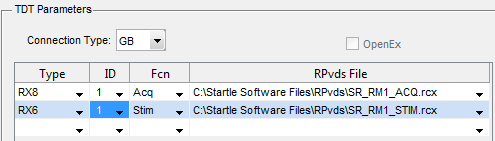 TDT Parameters
Connection Type: GB OpenEx
Type ID Fcn RPvds File
RX8 1 Acq C:\Startle Software Files\RPvds\SR_RM1_ACQ.rcx
RX6 1 Stim C:\Startle Software Files\RPvds\SR_RM1_STIM.rcx